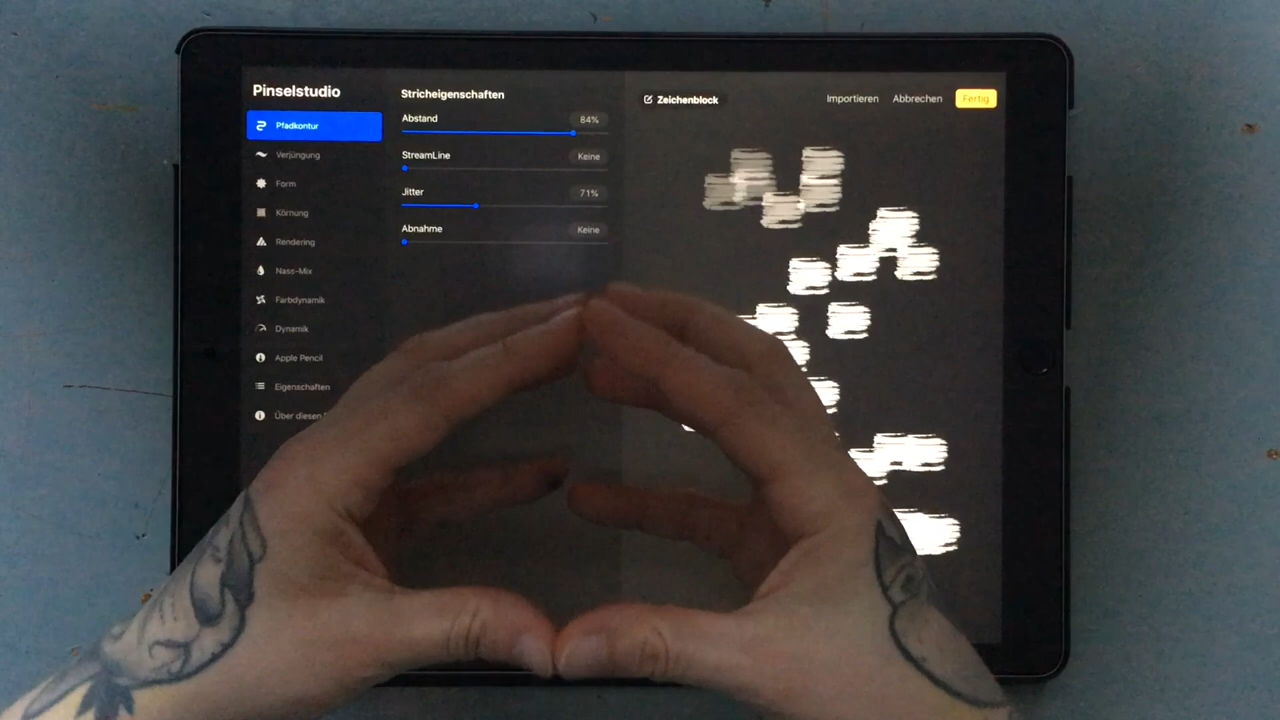 Pinselstudio
Pfadkontur
Verjüngung
Form
Körnung
Rendering
Nass-Mix
Farbdynamik
Dynamik
Apple Pencil
Eigenschaften
Über diesen
Stricheigenschaften
Abstand 84%
StreamLine Keine
Jitter 71%
Abnahme Keine
Zeichenblock
Importieren Abbrechen Fertig